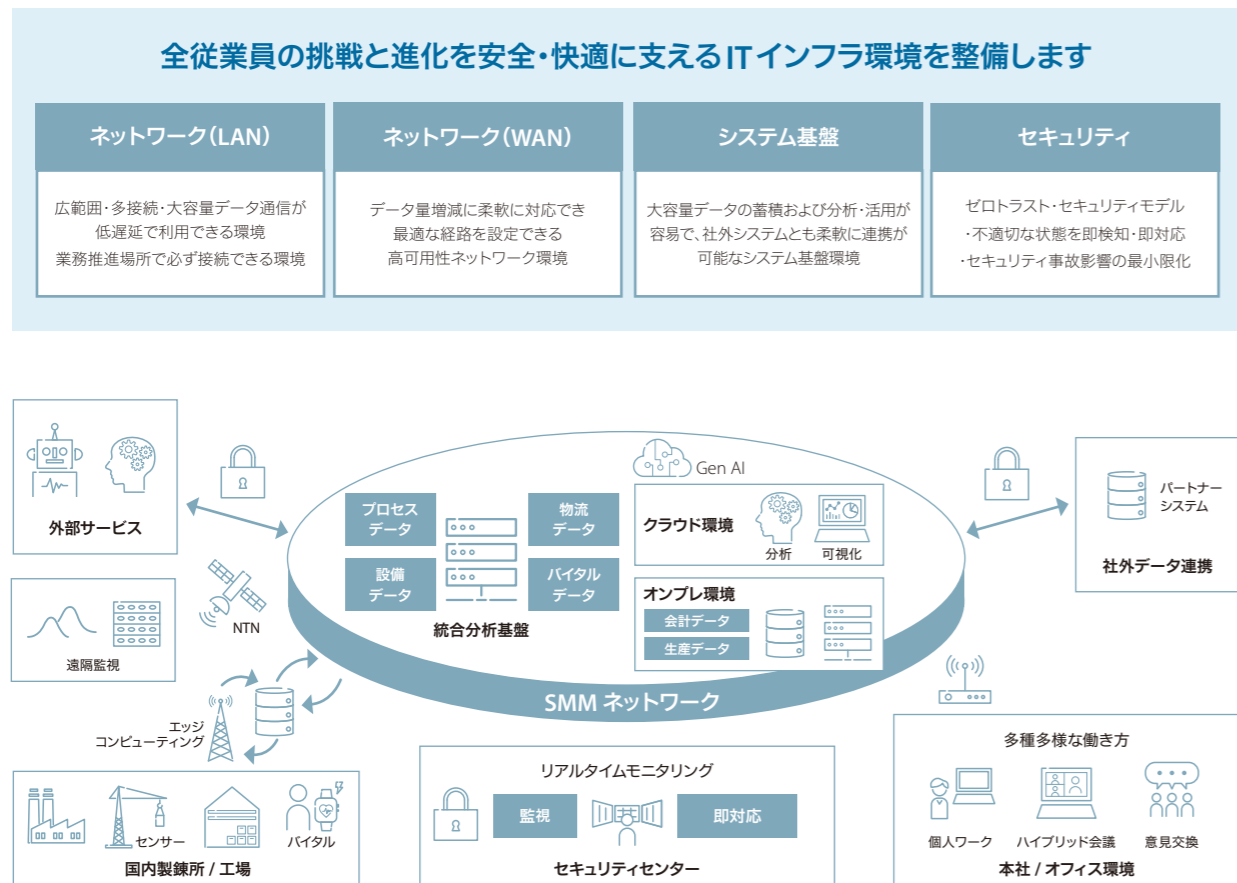 全従業員の挑戦と進化を安全・快適に支えるITインフラ環境を整備します
ネットワーク（LAN）
広範囲・多接続・大容量データ通信が
低遅延で利用できる環境
業務推進場所で必ず接続できる環境
ネットワーク（WAN）
データ量増減に柔軟に対応でき
最適な経路を設定できる
高可用性ネットワーク環境
システム基盤
大容量データの蓄積および分析・活用が
容易で、社外システムとも柔軟に連携が
可能なシステム基盤環境
セキュリティ
ゼロトラスト・セキュリティモデル
・不適切な状態を即検知・即対応
・セキュリティ事故影響の最小限化
外部サービス
遠隔監視
NTN
エッジ
コンピューティング
プロセス
データ
物流
データ
設備
データ
バイタル
データ
統合分析基盤
Gen AI
クラウド環境
分析
可視化
オンプレ環境
会計データ
生産データ
SMM ネットワーク
パートナー
システム
社外データ連携
センサー
バイタル
国内製錬所 / 工場
リアルタイムモニタリング
監視
即対応
セキュリティセンター
多種多様な働き方
個人ワーク
ハイブリッド会議
意見交換
本社 / オフィス環境